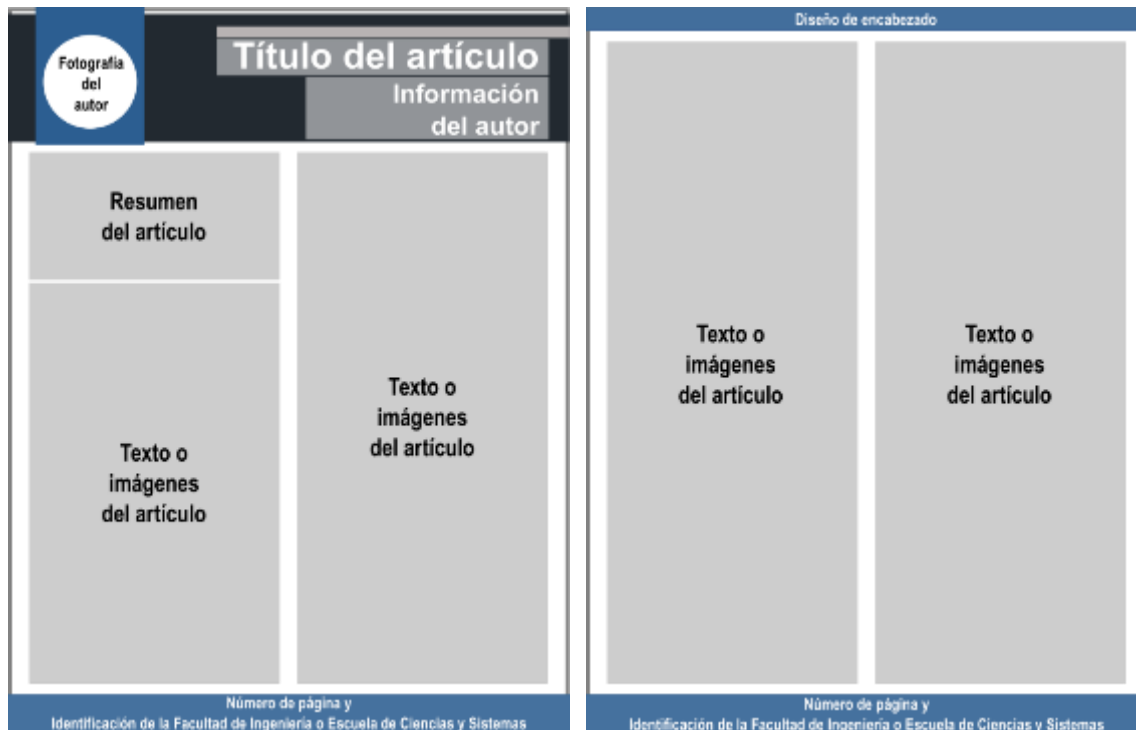 Fotografía
del
autor
Título del artículo
Información
del autor
Resumen
del artículo
Texto o
imágenes
del artículo
Texto o
imágenes
del artículo
Número de página y
Identificación de la Facultad de Ingeniería o Escuela de Ciencias y Sistemas
Diseño de encabezado
Texto o
imágenes
del artículo
Texto o
imágenes
del artículo
Número de página y
Identificación de la Facultad de Ingeniería o Escuela de Ciencias y Sistemas